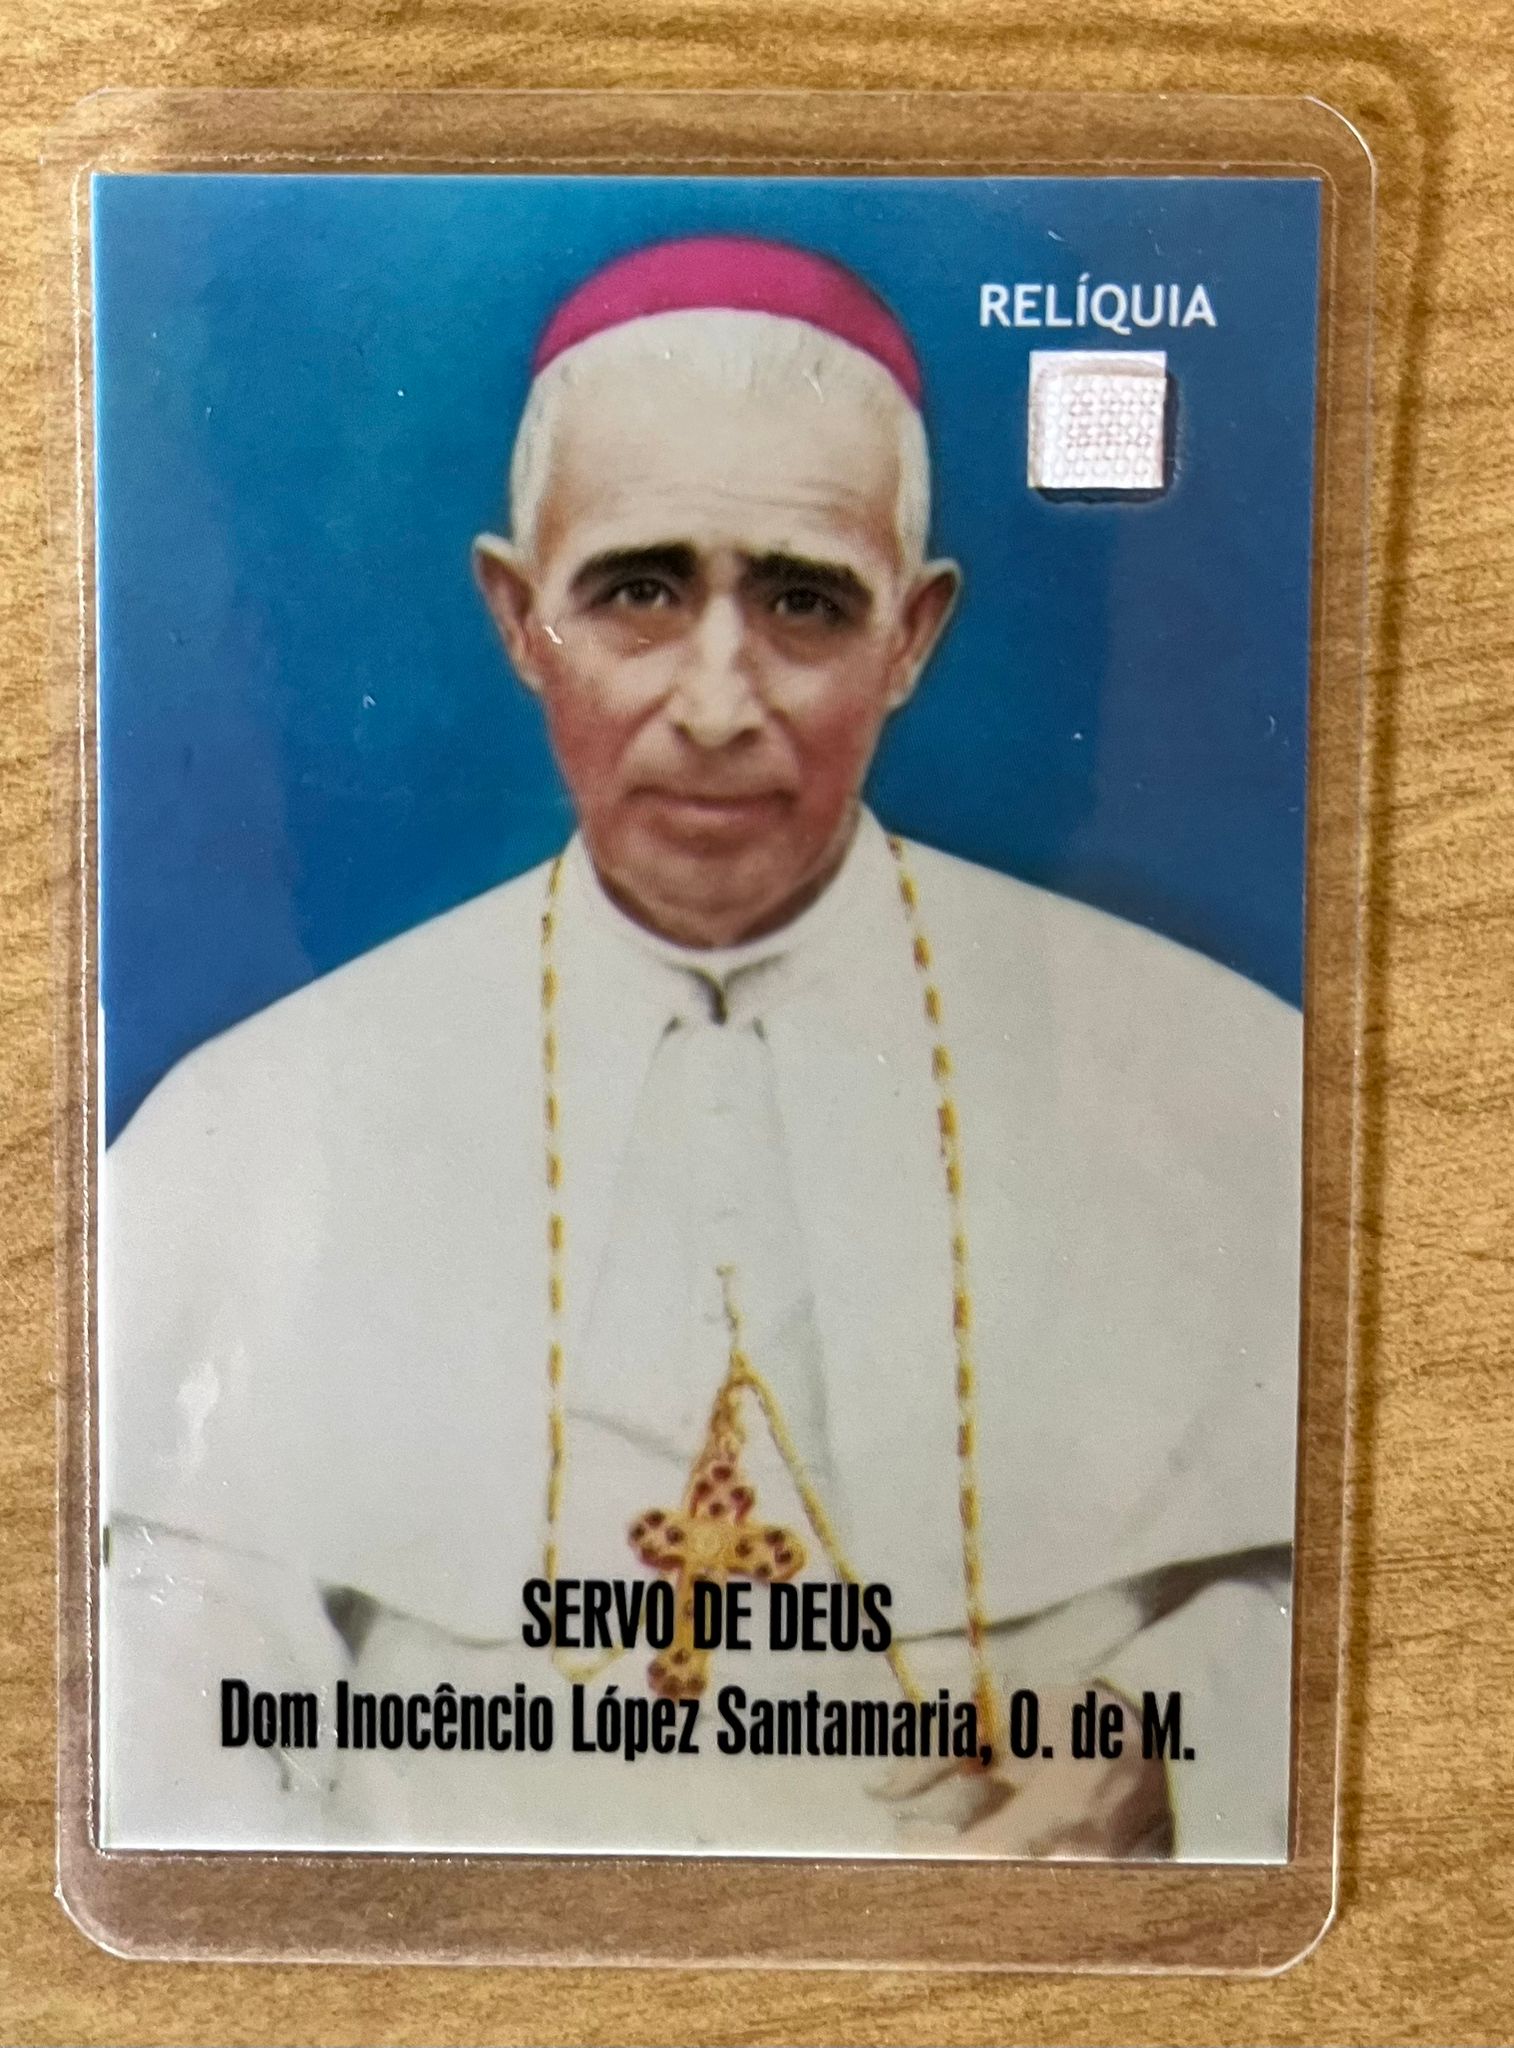 RELÍQUIA
SERVO DE DEUS
Dom Inocêncio López Santamaria, O. de M.